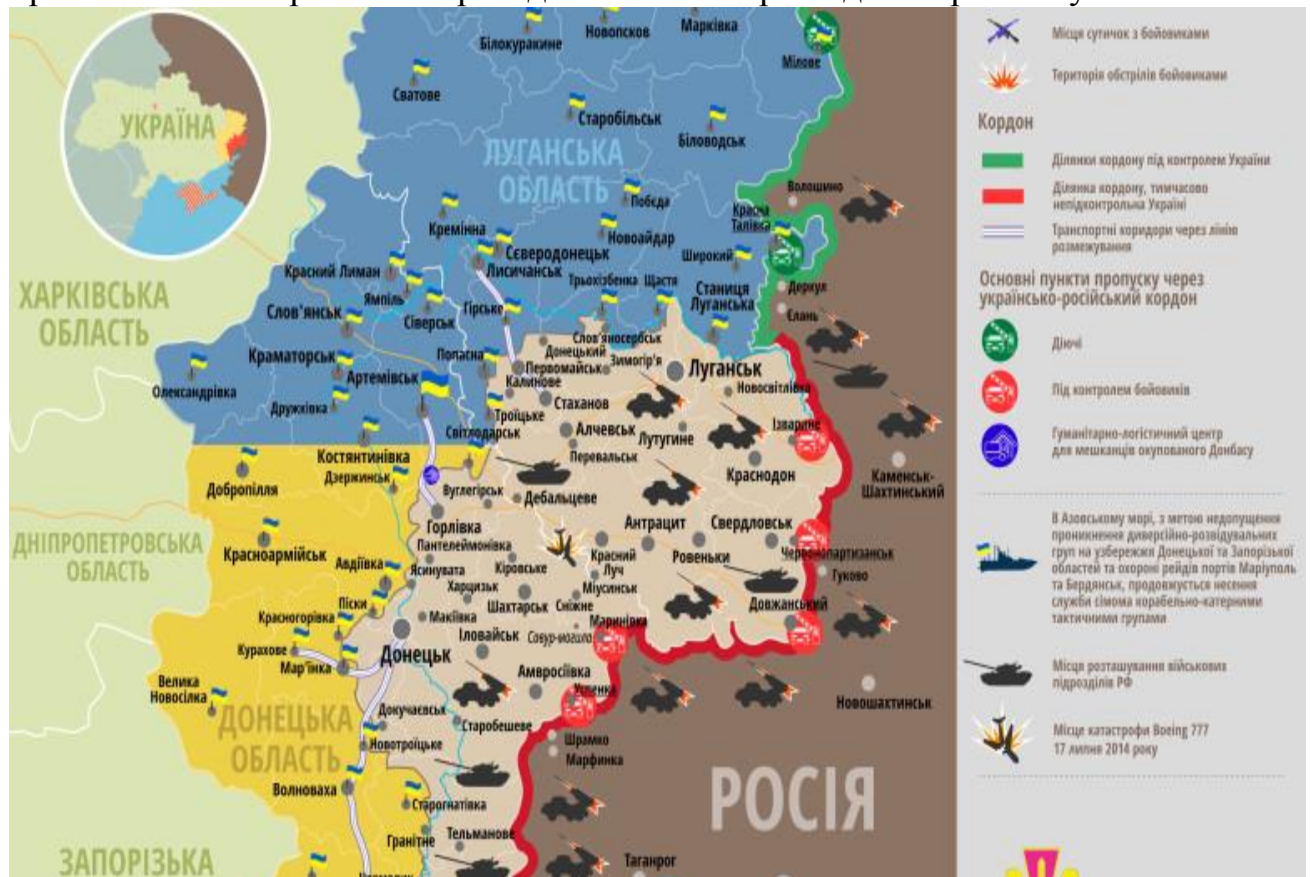 Білокуракине
Новопсков
Марківка
Мілове
Сватове
Старобільськ
Біловодськ
УКРАЇНА
ЛУГАНСЬКА
ОБЛАСТЬ
Волошино
Побєда
Красна
Талівка
Кремінна
Новоайдар
Сєверодонецьк
Лисичанськ
Широкий
Красний Лиман
Трьохізбенка
Щастя
Станиця
Луганська
Деркул
Єлань
ХАРКІВСЬКА
ОБЛАСТЬ
Ямпіль
Слов'янськ
Сіверськ
Гірське
Слов'яносербськ
Донецький
Зимогір'я
Краматорськ
Попасна
Первомайськ
Луганськ
Артемівськ
Калинове
Новосвітлівка
Олександрівка
Дружківка
Стаханов
Троїцьке
Світлодарськ
Алчевськ
Лутугине
Ізварине
Костянтинівка
Перевальськ
Краснодон
Каменськ-
Шахтинський
Дзержинськ
Добропілля
Вуглегірськ
Дебальцеве
Горлівка
Антрацит
Свердловськ
ДНІПРОПЕТРОВСЬКА
ОБЛАСТЬ
Красноармійськ
Пантелеймонівка
Красний
Луч
Ровеньки
Червонопартизанськ
Авдіївка
Ясинувата
Кіровське
Гуково
Харцизьк
Міусинськ
Піски
Шахтарськ
Сніжне
Довжанський
Красногорівка
Макіївка
Маринівка
Савур-могила
Іловайськ
Курахове
Донецьк
Мар'їнка
Амвросіївка
Велика
Новосілка
Успенка
Новошахтинськ
ДОНЕЦЬКА
ОБЛАСТЬ
Докучаєвськ
Старобешеве
Новотроїцьке
Шрамко
Марфинка
Волноваха
РОСІЯ
Старогнатівка
Гранітне
Тельманове
ЗАПОРІЗЬКА
Таганрог
Місця сутичок з бойовиками
Територія обстрілів бойовиками
Кордон
Ділянки кордону під контролем України
Ділянка кордону, тимчасово
непідконтрольна Україні
Транспортні коридори через лінію
розмежування
Основні пункти пропуску через
українсько-російський кордон
Діючі
Під контролем бойовиків
Гуманітарно-логістичний центр
для мешканців окупованого Донбасу
В Азовському морі, з метою недопущення
проникнення диверсійно-розвідувальних
груп на узбережжя Донецької та Запорізької
областей та охороні рейдів портів Маріуполь
та Бердянськ, продовжується несення
служби сімома корабельно-катерними
тактичними групами
Місця розташування військових
підрозділів РФ
Місце катастрофи Boeing 777
17 липня 2014 року